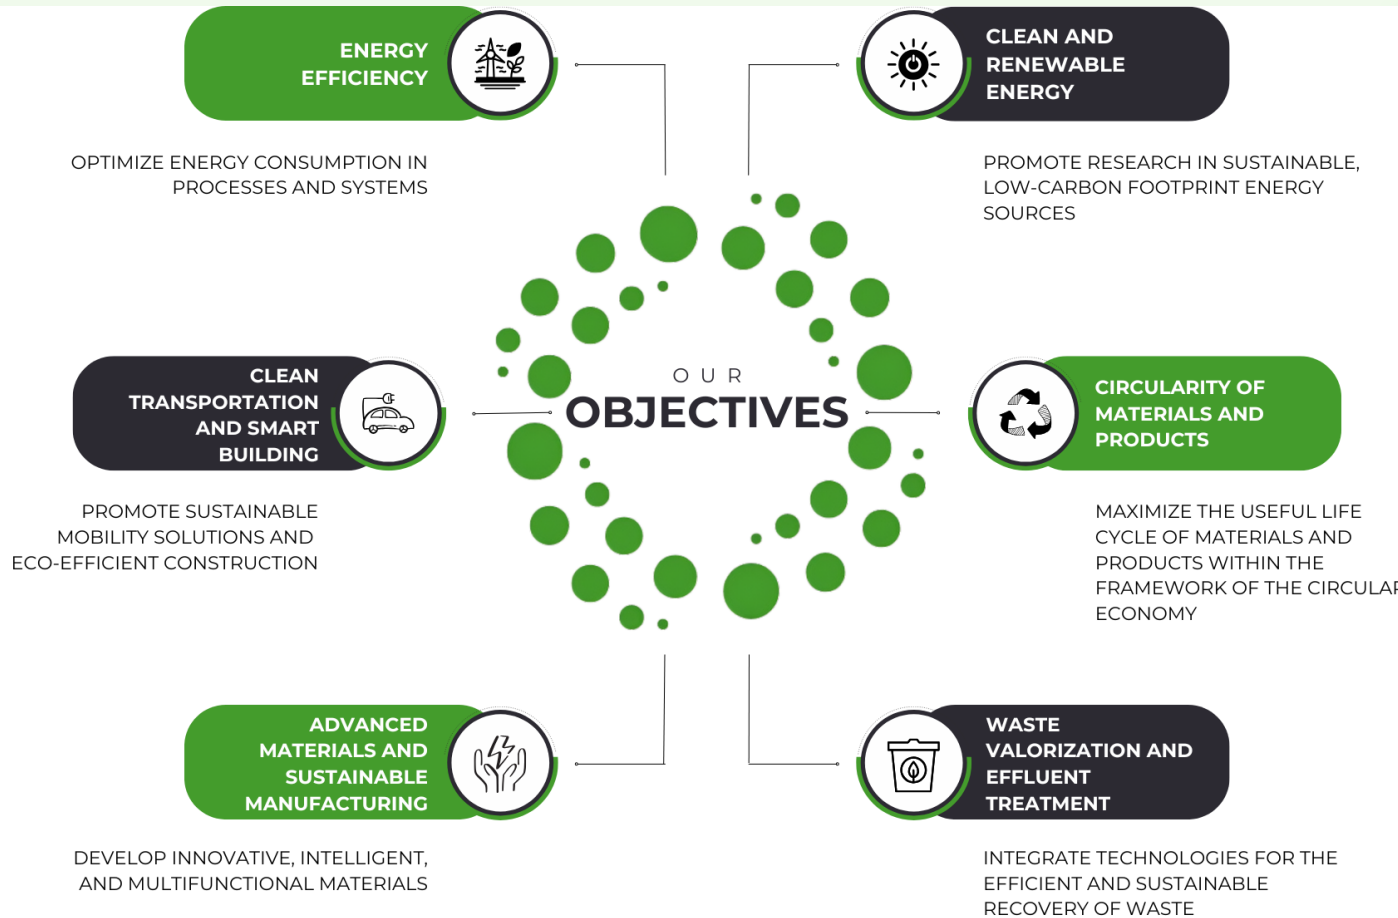 ENERGY
EFFICIENCY
OPTIMIZE ENERGY CONSUMPTION IN
PROCESSES AND SYSTEMS
CLEAN AND
RENEWABLE
ENERGY
PROMOTE RESEARCH IN SUSTAINABLE,
LOW-CARBON FOOTPRINT ENERGY
SOURCES
OUR
OBJECTIVES
CLEAN
TRANSPORTATION
AND SMART
BUILDING
PROMOTE SUSTAINABLE
MOBILITY SOLUTIONS AND
ECO-EFFICIENT CONSTRUCTION
CIRCULARITY OF
MATERIALS AND
PRODUCTS
MAXIMIZE THE USEFUL LIFE
CYCLE OF MATERIALS AND
PRODUCTS WITHIN THE
FRAMEWORK OF THE CIRCULAR
ECONOMY
ADVANCED
MATERIALS AND
SUSTAINABLE
MANUFACTURING
DEVELOP INNOVATIVE, INTELLIGENT,
AND MULTIFUNCTIONAL MATERIALS
WASTE
VALORIZATION AND
EFFLUENT
TREATMENT
INTEGRATE TECHNOLOGIES FOR THE
EFFICIENT AND SUSTAINABLE
RECOVERY OF WASTE